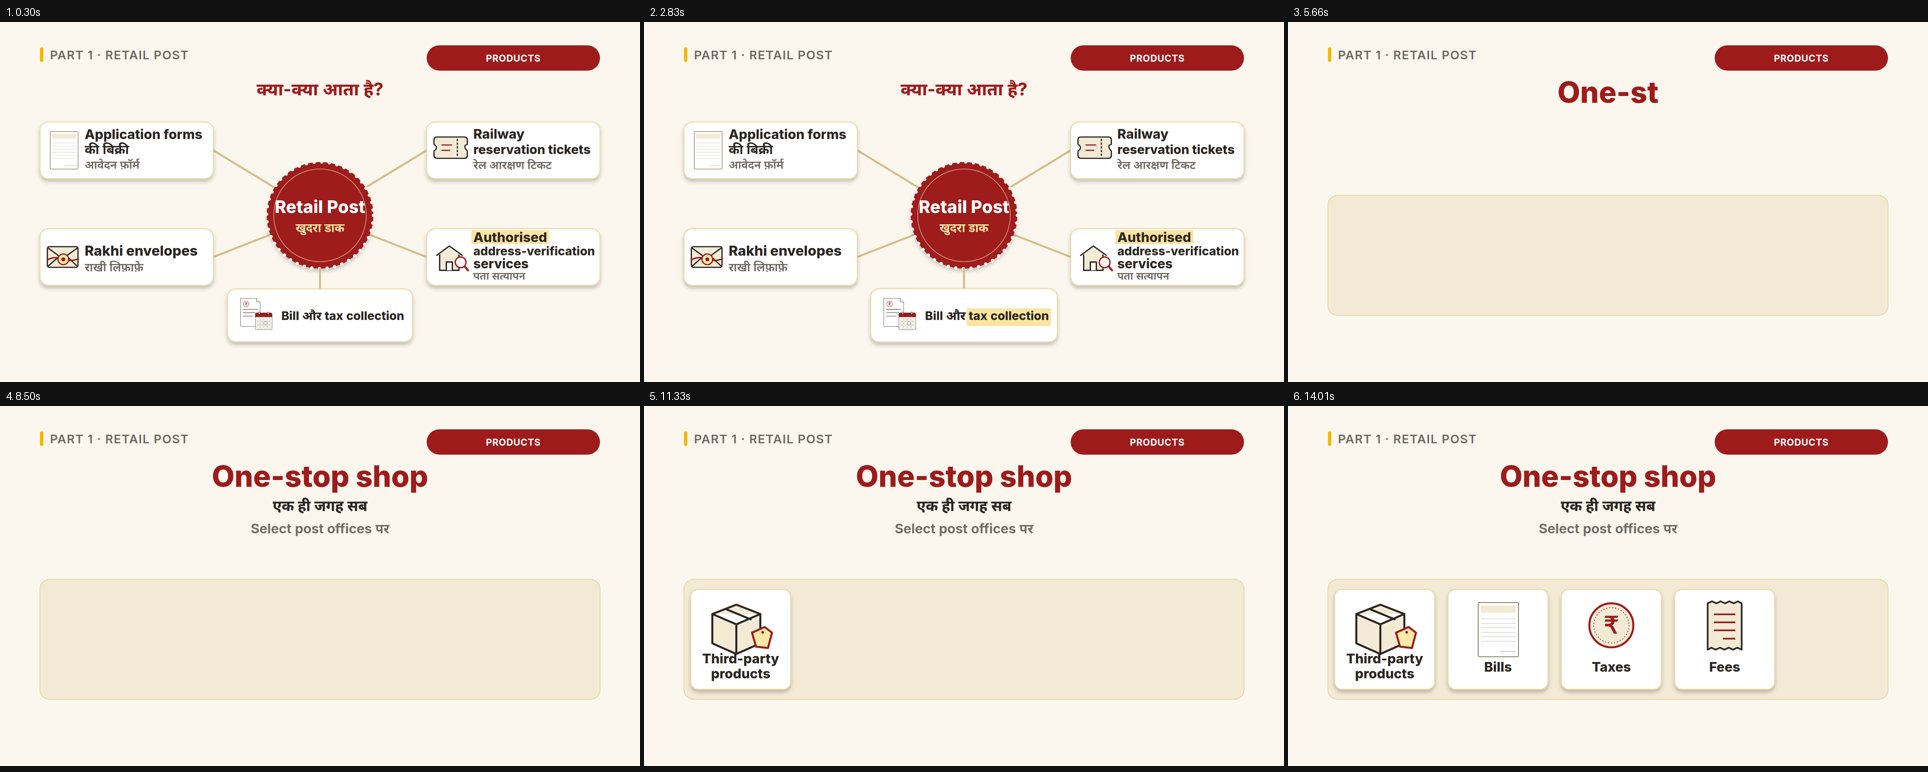 1. 0.30s
PART 1 · RETAIL POST
PRODUCTS
क्या-क्या आता है?
Application forms
की बिक्री
आवेदन फ़ॉर्म
Railway
reservation tickets
रेल आरक्षण टिकट
Retail Post
खुदरा डाक
Rakhi envelopes
राखी लिफ़ाफ़े
Authorised
address-verification
services
पता सत्यापन
Bill और tax collection
2. 2.83s
PART 1 · RETAIL POST
PRODUCTS
क्या-क्या आता है?
Application forms
की बिक्री
आवेदन फ़ॉर्म
Railway
reservation tickets
रेल आरक्षण टिकट
Retail Post
खुदरा डाक
Rakhi envelopes
राखी लिफ़ाफ़े
Authorised
address-verification
services
पता सत्यापन
Bill और tax collection
3. 5.66s
PART 1 · RETAIL POST
PRODUCTS
One-st
4. 8.50s
PART 1 · RETAIL POST
PRODUCTS
One-stop shop
एक ही जगह सब
Select post offices पर
5. 11.33s
PART 1 · RETAIL POST
PRODUCTS
One-stop shop
एक ही जगह सब
Select post offices पर
Third-party
products
6. 14.01s
PART 1 · RETAIL POST
PRODUCTS
One-stop shop
एक ही जगह सब
Select post offices पर
Third-party
products
Bills
₹
Taxes
Fees